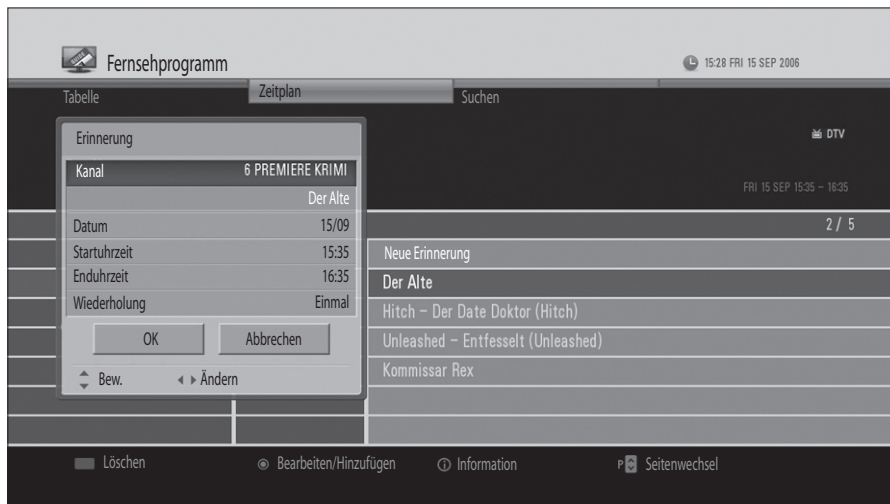 Fernsehprogramm
15:28 FRI 15 SEP 2006
Tabelle Zeitplan Suchen
DTV
FRI 15 SEP 15:35 – 16:35
2 / 5
Erinnerung
Kanal 6 PREMIERE KRIMI
Der Alte
Datum 15/09
Startuhrzeit 15:35
Enduhrzeit 16:35
Wiederholung Einmal
OK Abbrechen
Bew. Ändern
Neue Erinnerung
Der Alte
Hitch – Der Date Doktor (Hitch)
Unleashed – Entfesselt (Unleashed)
Kommissar Rex
Löschen Bearbeiten/Hinzufügen Information P Seitenwechsel